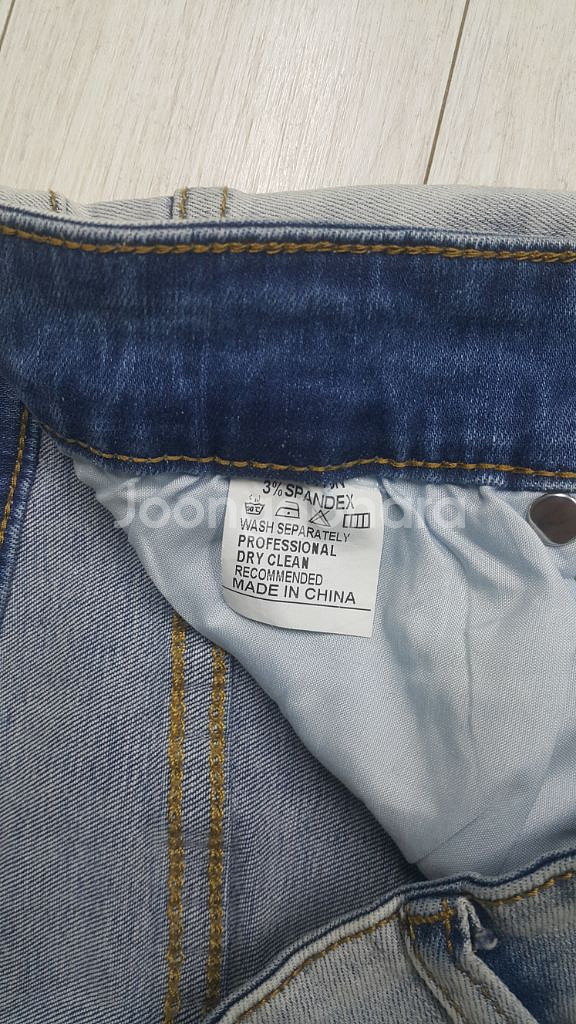 3% SPANDEX
WASH SEPARATELY
PROFESSIONAL
DRY CLEAN
RECOMMENDED
MADE IN CHINA